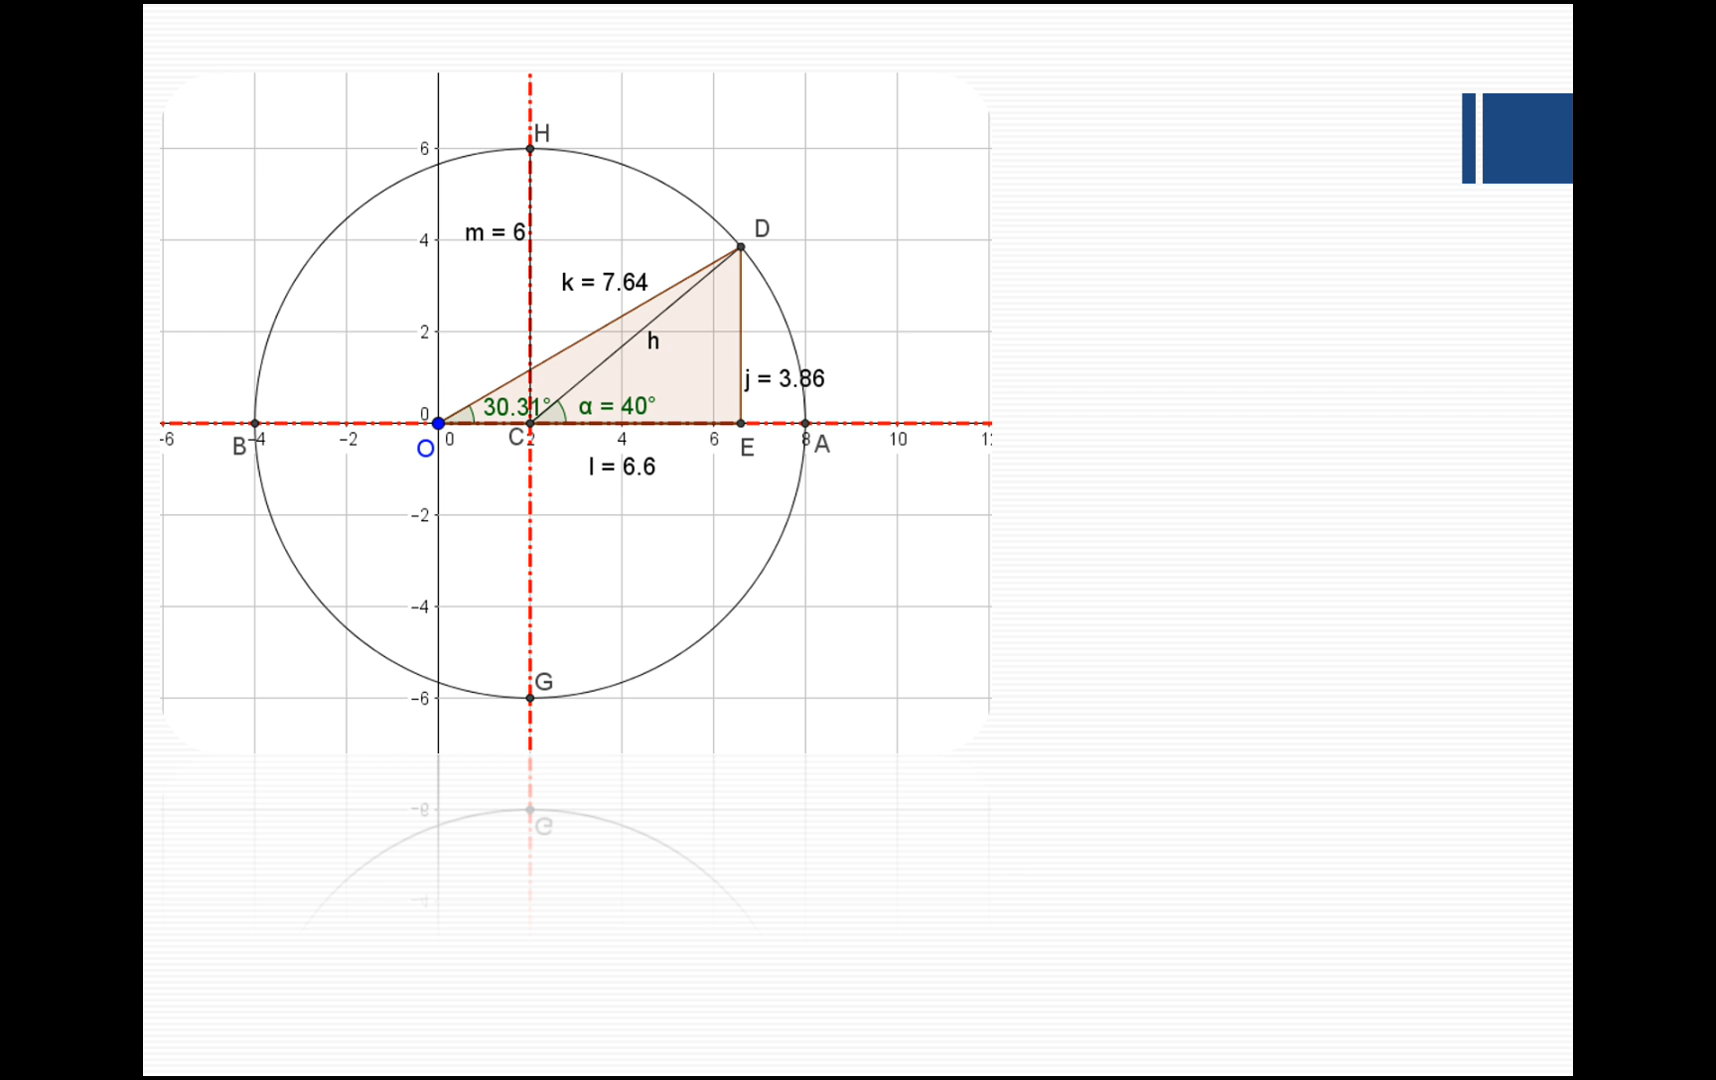 H
6
m = 6
D
4
k = 7.64
2
h
j = 3.86
30.31° α = 40°
0
-6 B -4 -2 O 0 C 2 4 6 E 8 A 10
l = 6.6
-2
-4
G
-6